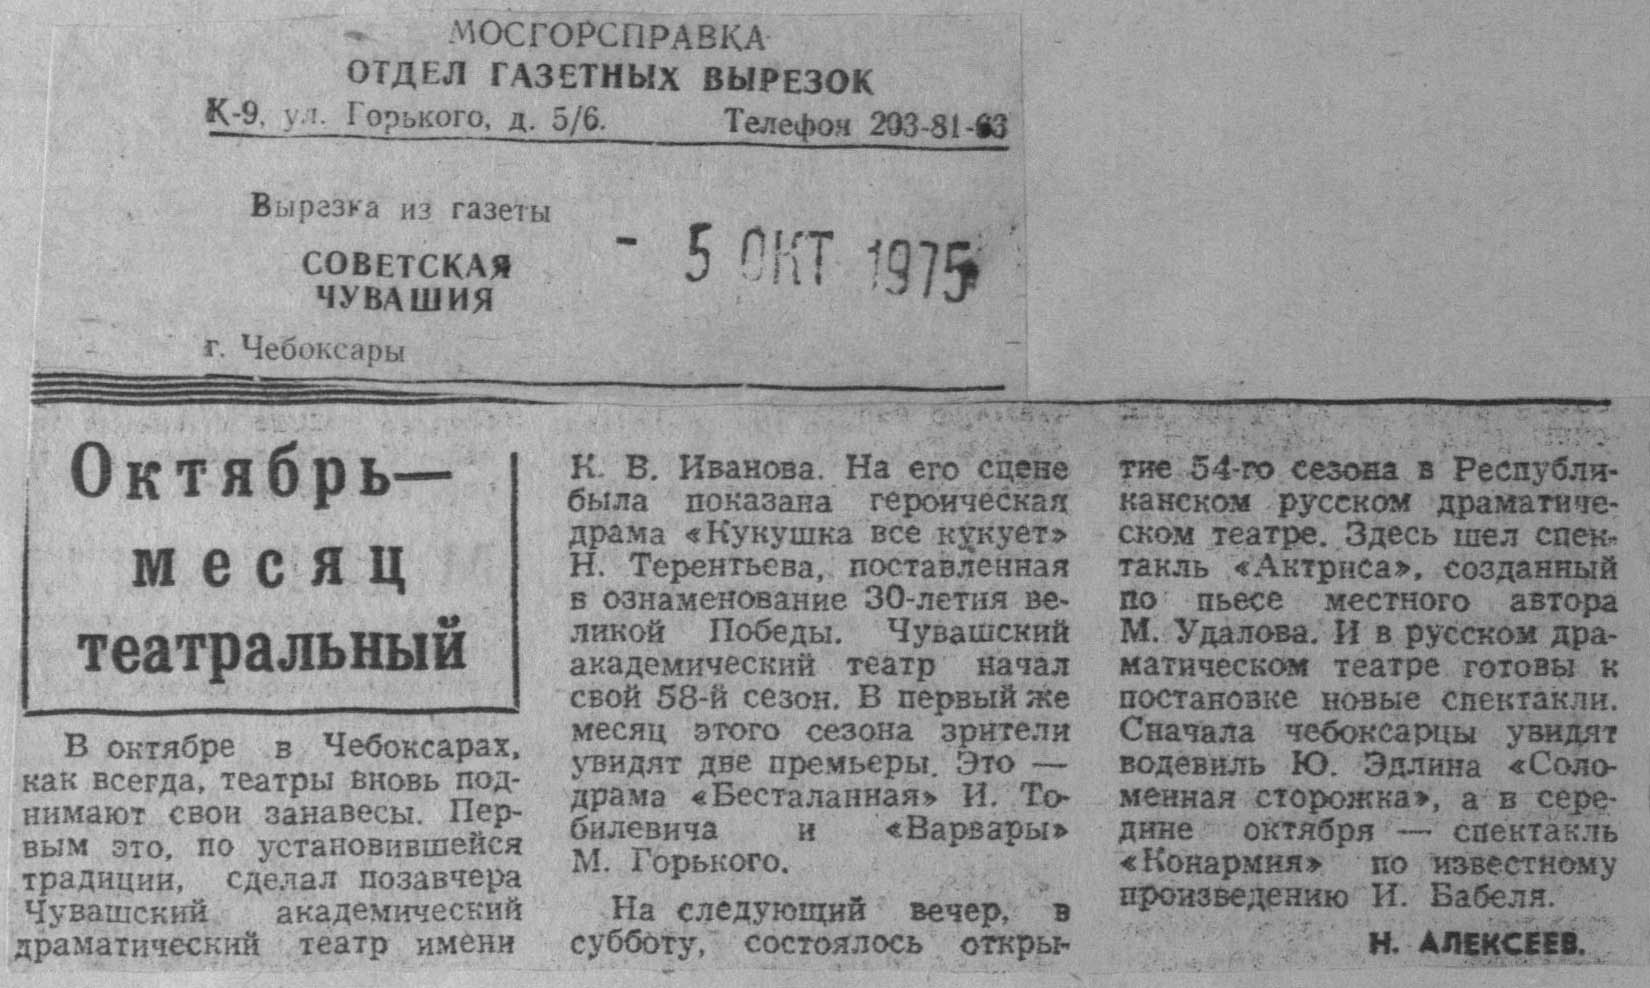 МОСГОРСПРАВКА
ОТДЕЛ ГАЗЕТНЫХ ВЫРЕЗОК
К-9, ул. Горького, д. 5/6. Телефон 203-81-63
Вырезка из газеты
СОВЕТСКАЯ
ЧУВАШИЯ
г. Чебоксары
- 5 ОКТ 1975
Октябрь—
месяц
театральный
В октябре в Чебоксарах,
как всегда, театры вновь под-
нимают свои занавесы. Пер-
вым это, по установившейся
традиции, сделал позавчера
Чувашский академический
драматический театр имени
К. В. Иванова. На его сцене
была показана героическая
драма «Кукушка все кукует»
Н. Терентьева, поставленная
в ознаменование 30-летия ве-
ликой Победы. Чувашский
академический театр начал
свой 58-й сезон. В первый же
месяц этого сезона зрители
увидят две премьеры. Это —
драма «Бесталанная» И. То-
билевича и «Варвары»
М. Горького.
На следующий вечер, в
субботу, состоялось откры-
тие 54-го сезона в Республи-
канском русском драматиче-
ском театре. Здесь шел спек-
такль «Актриса», созданный
по пьесе местного автора
М. Удалова. И в русском дра-
матическом театре готовы к
постановке новые спектакли.
Сначала чебоксарцы увидят
водевиль Ю. Эдлина «Соло-
менная сторожка», а в сере-
дине октября — спектакль
«Конармия» по известному
произведению И. Бабеля.
Н. АЛЕКСЕЕВ.